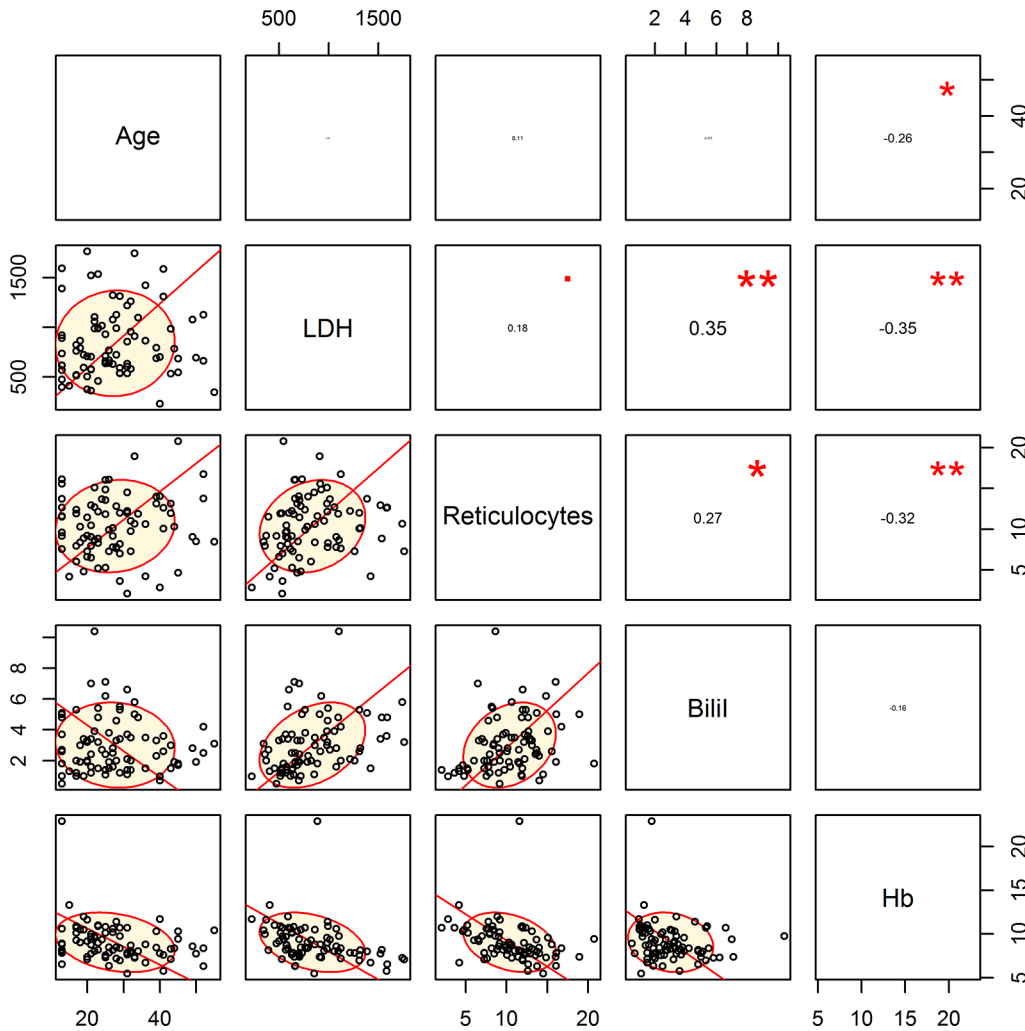 500 1500 2 4 6 8
Age 0.11 -0.26 * 20 40
500 1500 LDH 0.18 0.35 ** -0.35 **
Reticulocytes 0.27 * -0.32 ** 5 10 20
2 4 6 8 BiliI -0.16
Hb 5 10 15 20
20 40 5 10 20 5 10 15 20